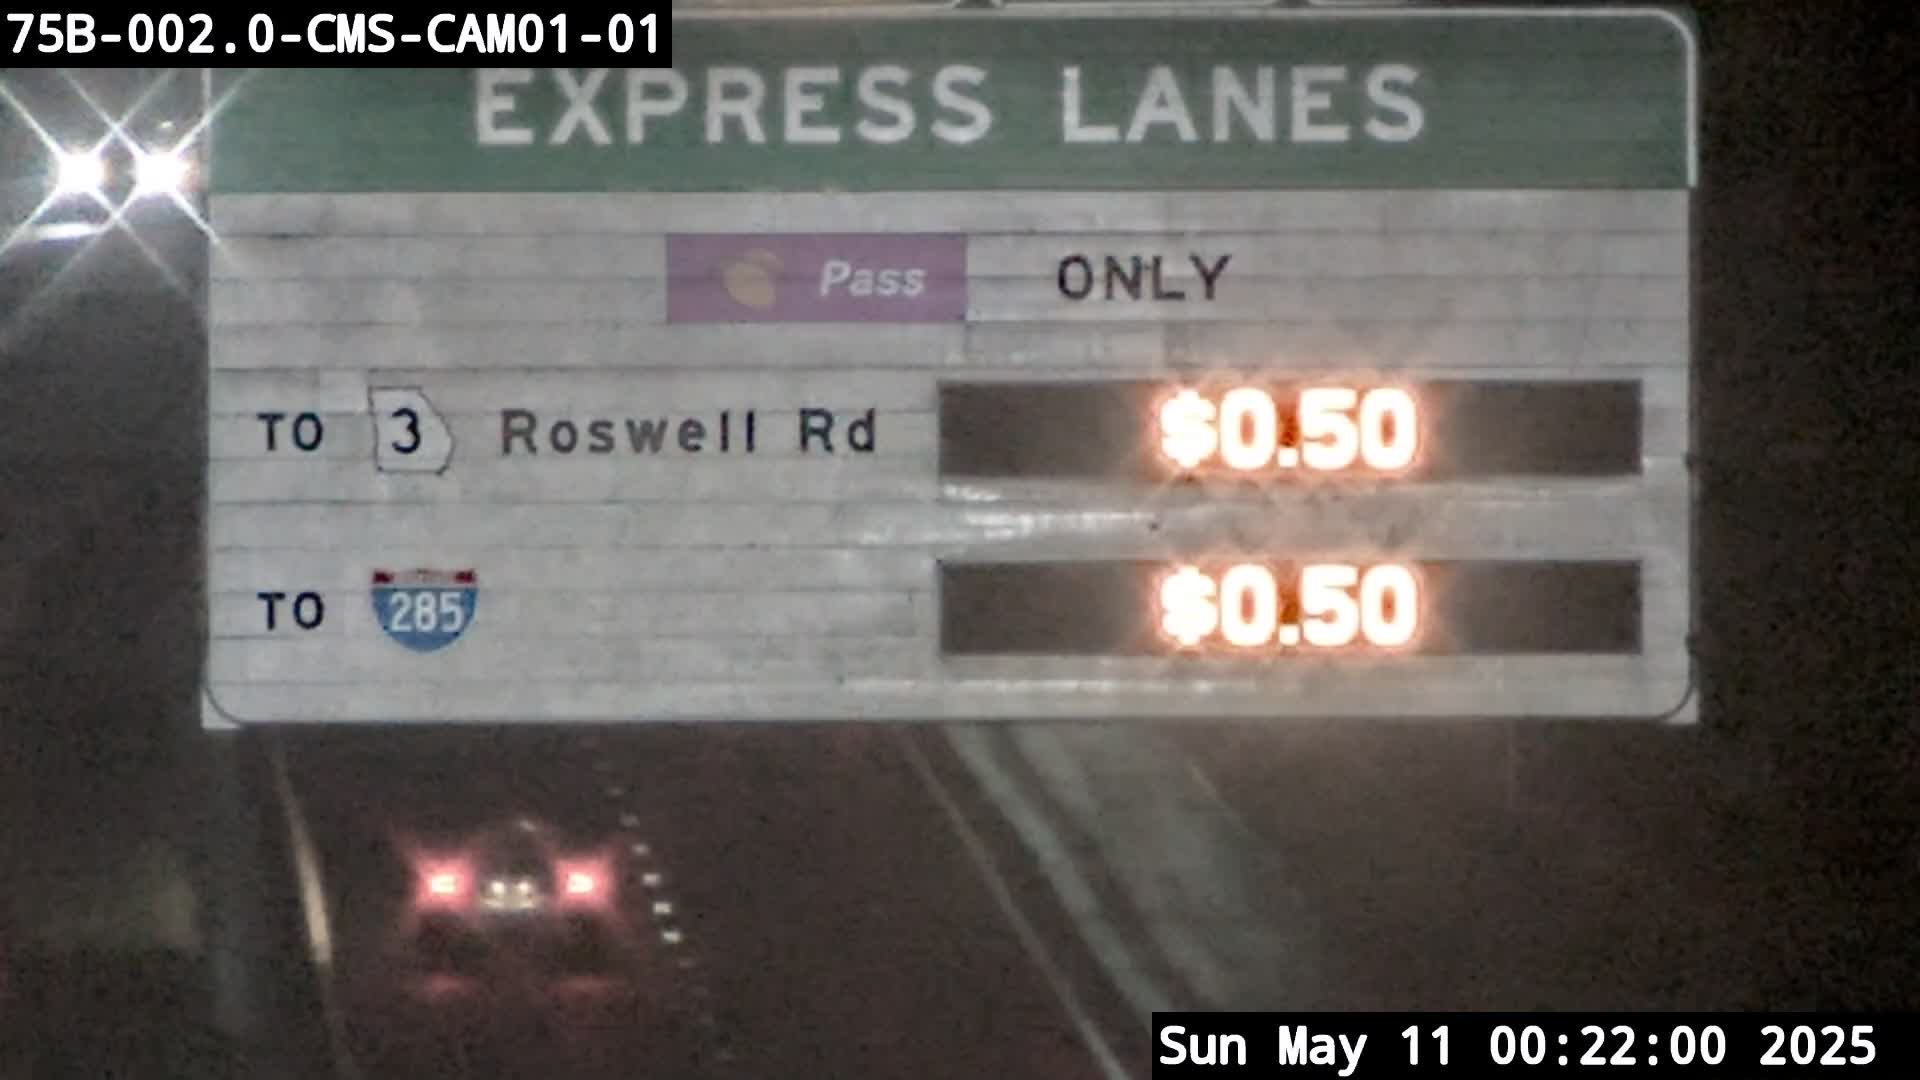 75B-002.0-CMS-CAM01-01
EXPRESS LANES
Pass ONLY
TO 3 Roswell Rd $0.50
TO 285 $0.50
Sun May 11 00:22:00 2025